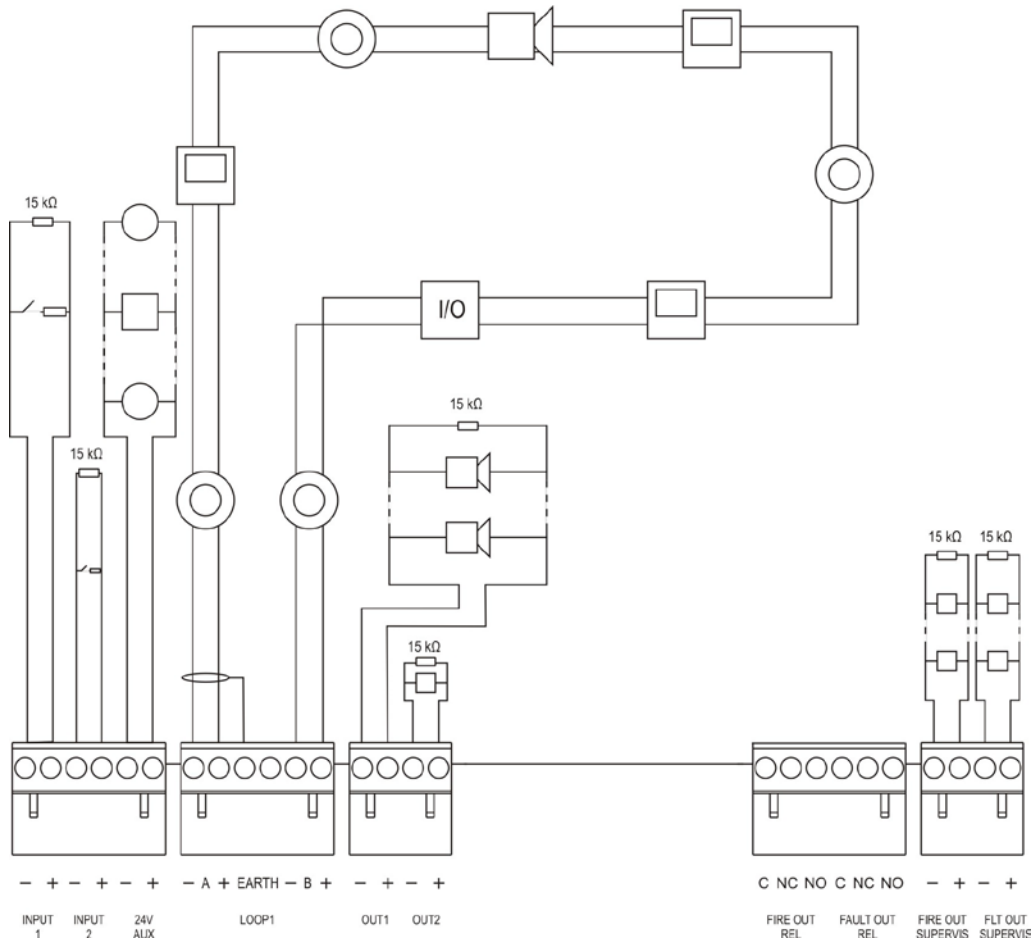 15 kΩ
I/O
15 kΩ
15 kΩ
15 kΩ
15 kΩ
15 kΩ
− + − + − +
− A + EARTH − B +
− + − +
C NC NO C NC NO
− + − +
INPUT
1
INPUT
2
24V
AUX
LOOP1
OUT1
OUT2
FIRE OUT
REL
FAULT OUT
REL
FIRE OUT
SUPERVIS
FLT OUT
SUPERVIS